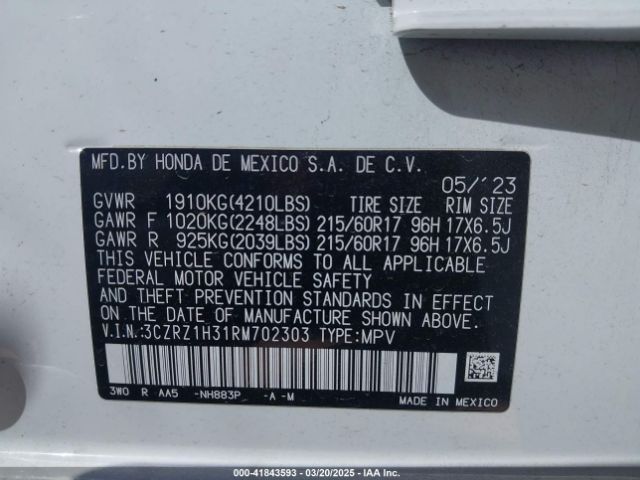 MFD.BY HONDA DE MEXICO S.A. DE C.V.
05/'23
GVWR 1910KG(4210LBS) TIRE SIZE RIM SIZE
GAWR F 1020KG(2248LBS) 215/60R17 96H 17X6.5J
GAWR R 925KG(2039LBS) 215/60R17 96H 17X6.5J
THIS VEHICLE CONFORMS TO ALL APPLICABLE
FEDERAL MOTOR VEHICLE SAFETY
AND THEFT PREVENTION STANDARDS IN EFFECT
ON THE DATE OF MANUFACTURE SHOWN ABOVE.
V.I.N.:3CZRZ1H31RM702303 TYPE:MPV
3W0 R AA5 -NH883P -A -M MADE IN MEXICO
000-41843593 - 03/20/2025 - IAA Inc.